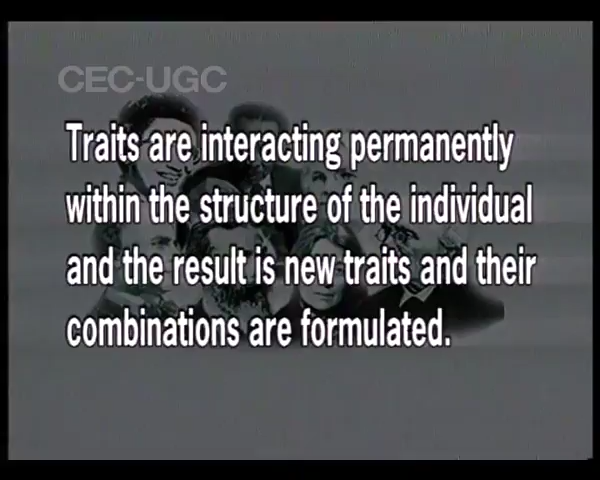 CEC-UGC
Traits are interacting permanently
within the structure of the individual
and the result is new traits and their
combinations are formulated.